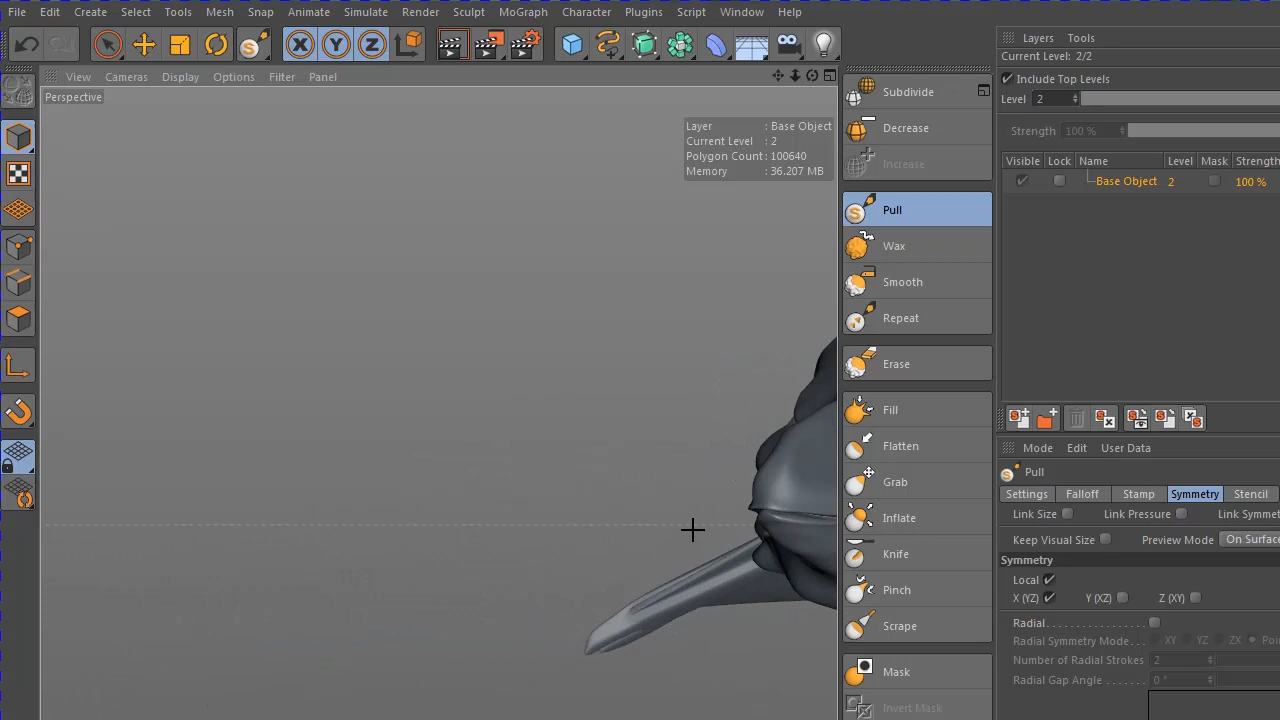 File Edit Create Select Tools Mesh Snap Animate Simulate Render Sculpt MoGraph Character Plugins Script Window Help
View Cameras Display Options Filter Panel
Perspective
Layer : Base Object
Current Level : 2
Polygon Count : 100640
Memory : 36.207 MB
Subdivide
Decrease
Increase
Pull
Wax
Smooth
Repeat
Erase
Fill
Flatten
Grab
Inflate
Knife
Pinch
Scrape
Mask
Invert Mask
Layers Tools
Current Level: 2/2
Include Top Levels
Level 2
Strength 100 %
Visible Lock Name Level Mask Strength
Base Object 2 100 %
Mode Edit User Data
Pull
Settings Falloff Stamp Symmetry Stencil
Link Size Link Pressure Link Symmet
Keep Visual Size Preview Mode On Surface
Symmetry
Local
X (YZ) Y (XZ) Z (XY)
Radial
Radial Symmetry Mode... XY YZ ZX Poi
Number of Radial Strokes 2
Radial Gap Angle 0 °